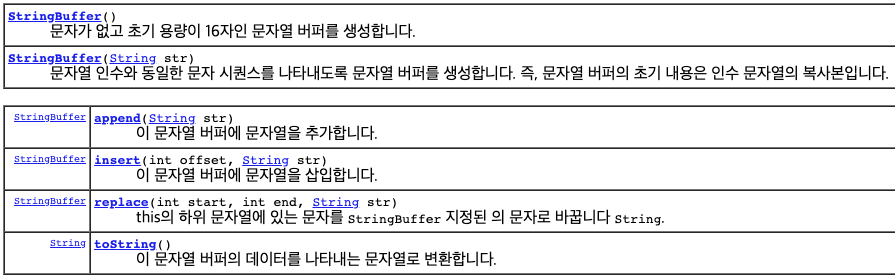 StringBuffer()
문자가 없고 초기 용량이 16자인 문자열 버퍼를 생성합니다.
StringBuffer(String str)
문자열 인수와 동일한 문자 시퀀스를 나타내도록 문자열 버퍼를 생성합니다. 즉, 문자열 버퍼의 초기 내용은 인수 문자열의 복사본입니다.
StringBuffer append(String str)
이 문자열 버퍼에 문자열을 추가합니다.
StringBuffer insert(int offset, String str)
이 문자열 버퍼에 문자열을 삽입합니다.
StringBuffer replace(int start, int end, String str)
this의 하위 문자열에 있는 문자를 StringBuffer 지정된 의 문자로 바꿉니다 String.
String toString()
이 문자열 버퍼의 데이터를 나타내는 문자열로 변환합니다.